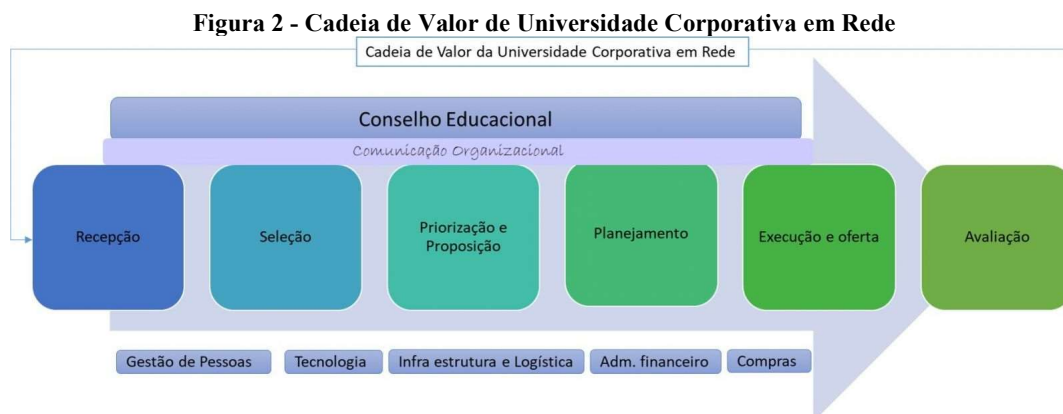 Figura 2 - Cadeia de Valor de Universidade Corporativa em Rede
Cadeia de Valor da Universidade Corporativa em Rede
Conselho Educacional
Comunicação Organizacional
Recepção
Seleção
Priorização e
Proposição
Planejamento
Execução e oferta
Avaliação
Gestão de Pessoas
Tecnologia
Infra estrutura e Logística
Adm. financeiro
Compras